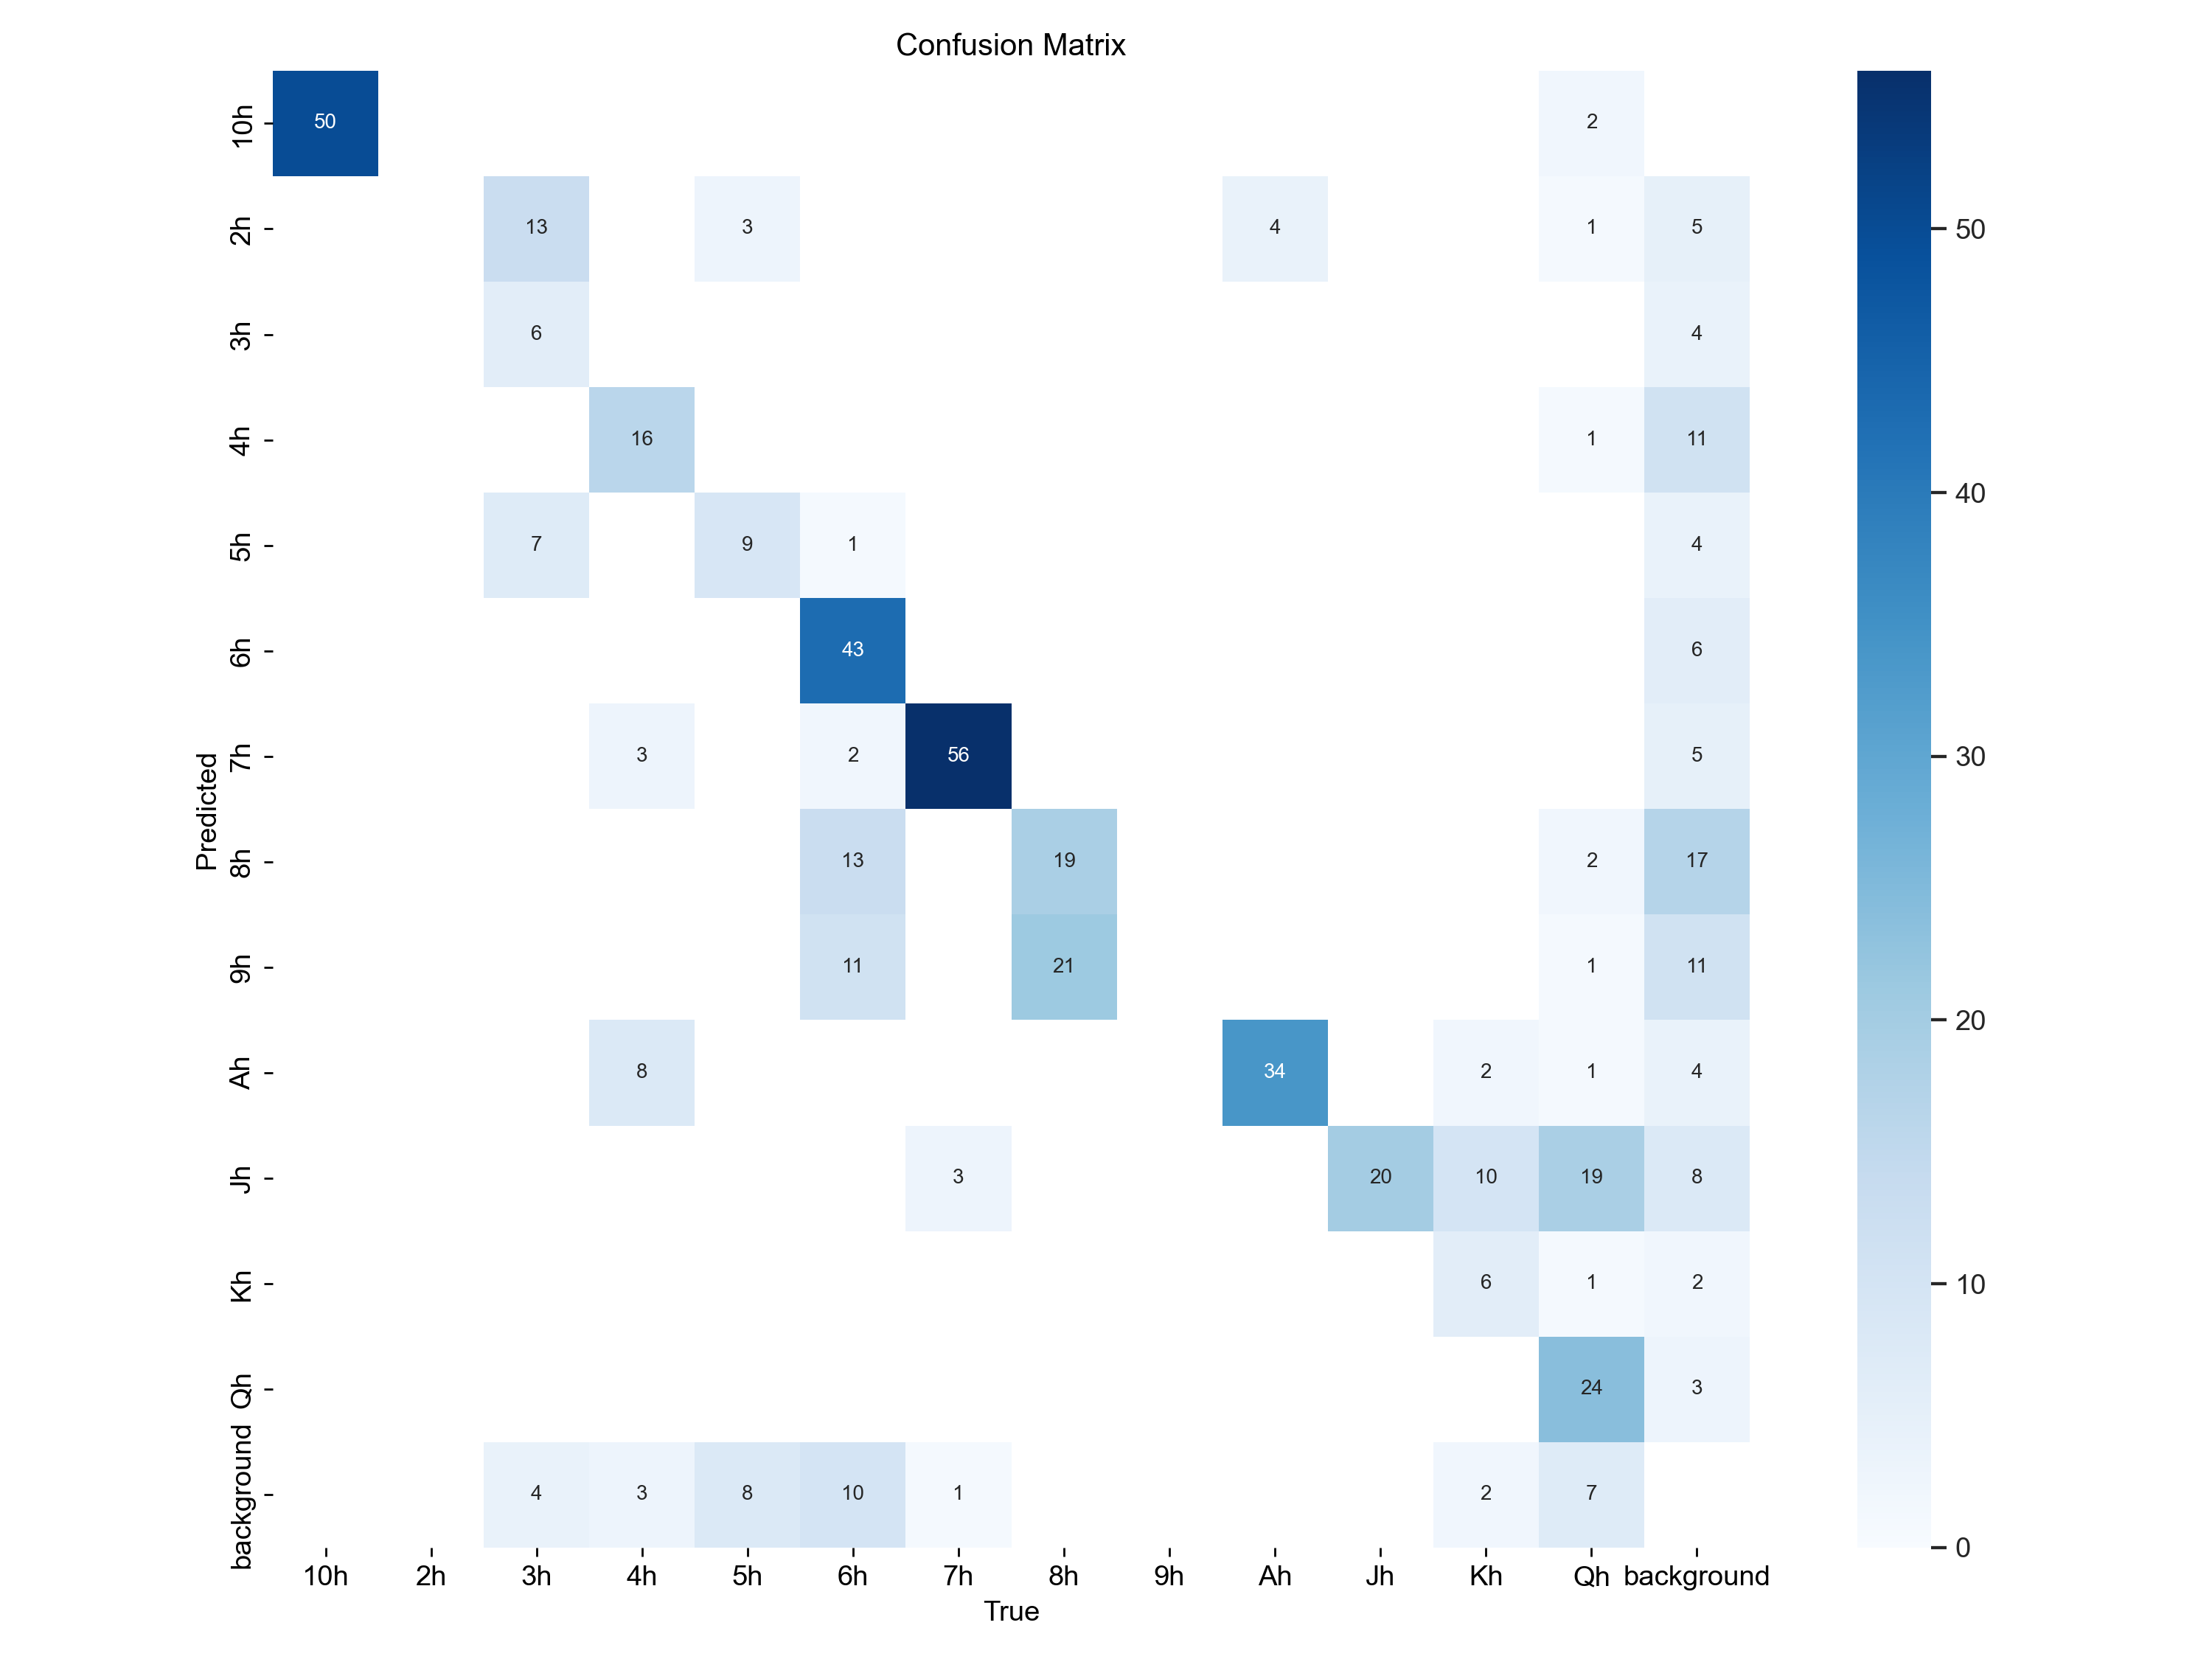 Confusion Matrix
10h 50 2
2h 13 3 4 1 5
50
3h 6 4
4h 16 1 11
40
5h 7 9 1 4
6h 43 6
7h 3 2 56 5
30
Predicted
8h 13 19 2 17
9h 11 21 1 11
20
Ah 8 34 2 1 4
Jh 3 20 10 19 8
Kh 6 1 2
10
Qh 24 3
background 4 3 8 10 1 2 7
0
10h 2h 3h 4h 5h 6h 7h 8h 9h Ah Jh Kh Qh background
True